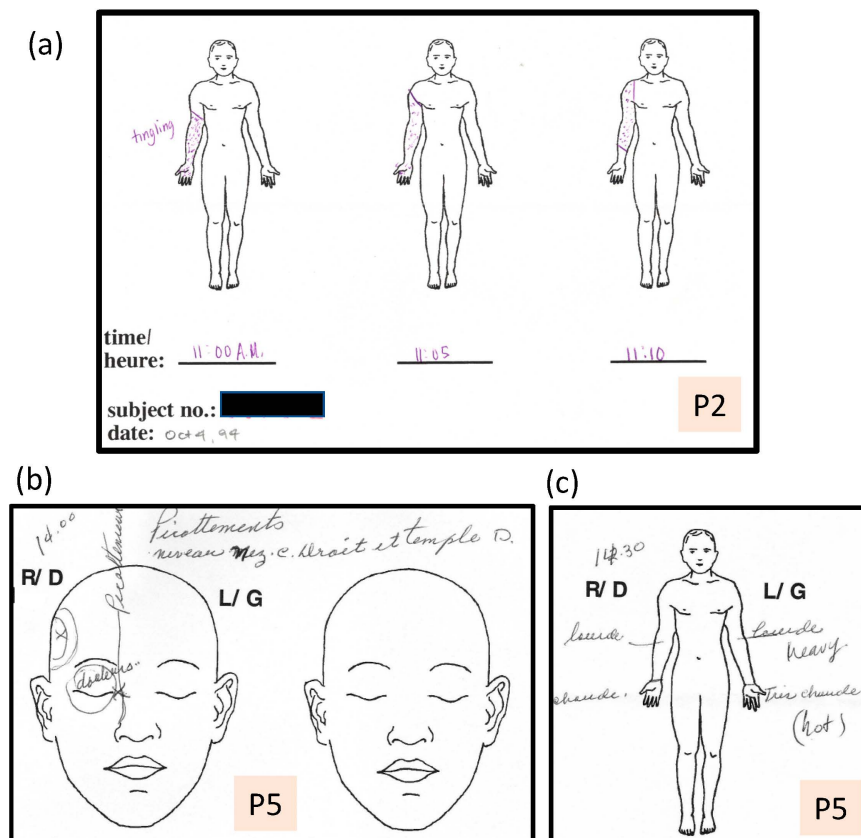 (a)
tingling
time/
heure:
11:00 A.M.
11:05
11:10
subject no.:
date: Oct 4, 94
P2
(b)
14.00
Picottements
niveau Nez. C. Droit et temple D.
R/ D
L/ G
douleurs.
P5
(c)
14.30
R/ D
L/ G
lourde
lourde
heavy.
chaude.
Très chaude
(hot)
P5